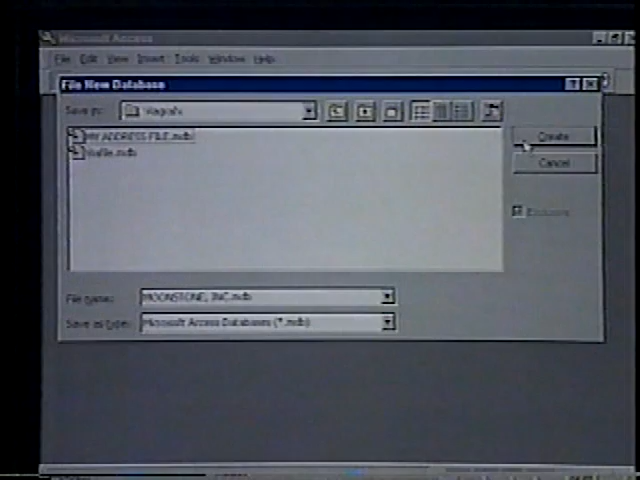 Microsoft Access
File Edit View Insert Tools Window Help
File New Database
Save in:
MY ADDRESS FILE.mdb
Create
Cancel
Exclusive
File name: MOONSTONE, INC.mdb
Save as type: Microsoft Access Databases (*.mdb)